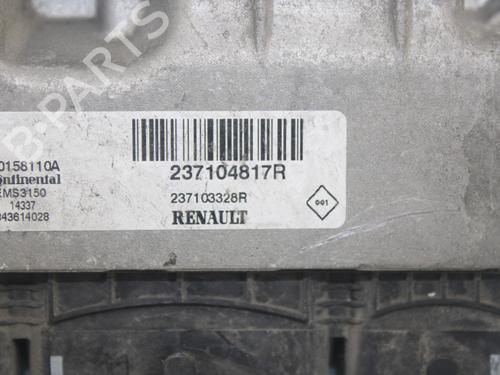 B-PARTS
0158110A
Continental
EMS3150
14337
843614028
237104817R
237103328R
RENAULT
001